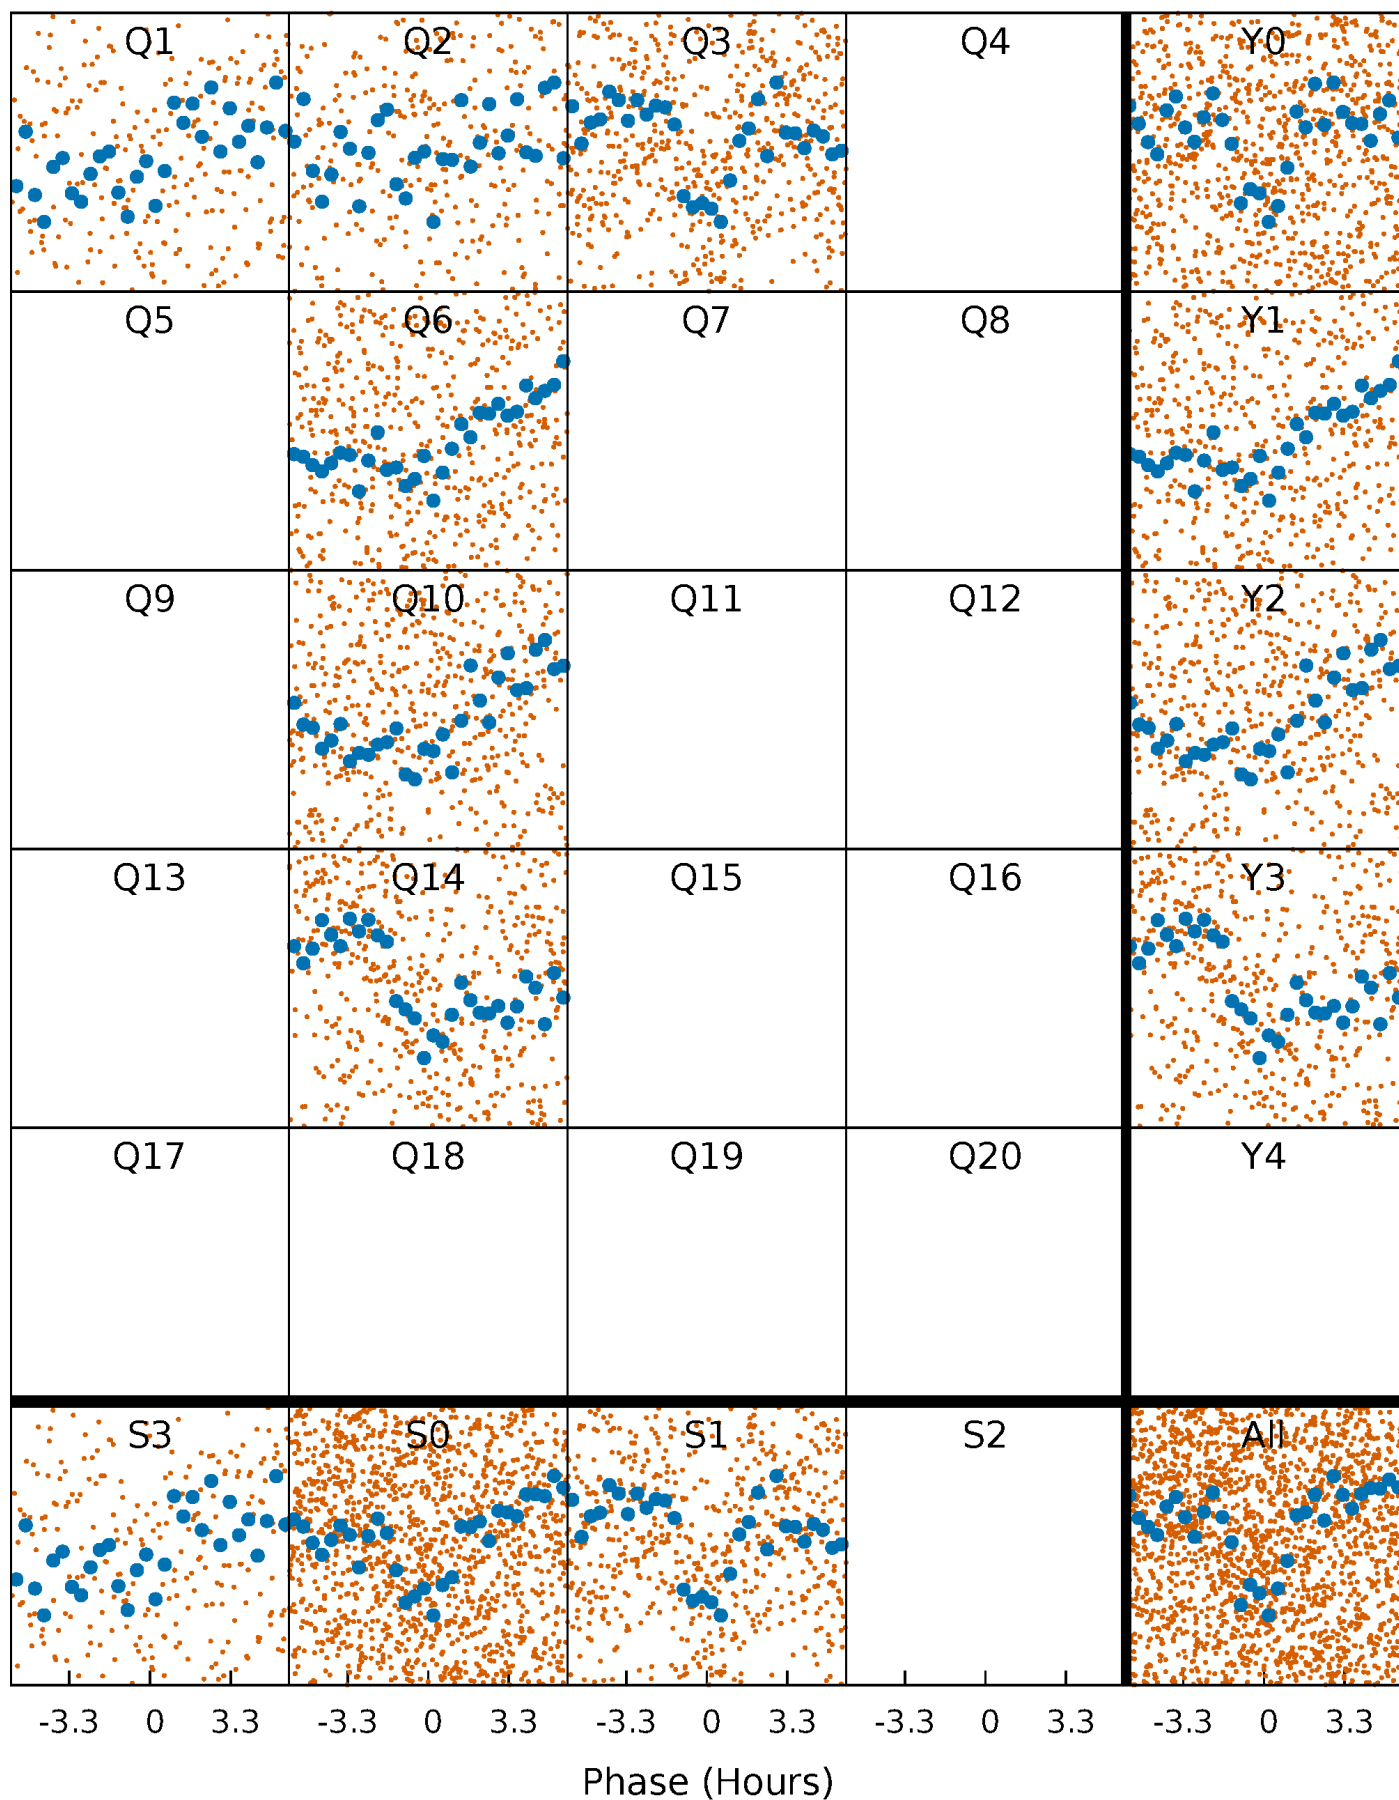 Q1 Q2 Q3 Q4 Y0
Q5 Q6 Q7 Q8 Y1
Q9 Q10 Q11 Q12 Y2
Q13 Q14 Q15 Q16 Y3
Q17 Q18 Q19 Q20 Y4
S3 S0 S1 S2 All
-3.3 0 3.3 -3.3 0 3.3 -3.3 0 3.3 -3.3 0 3.3 -3.3 0 3.3
Phase (Hours)